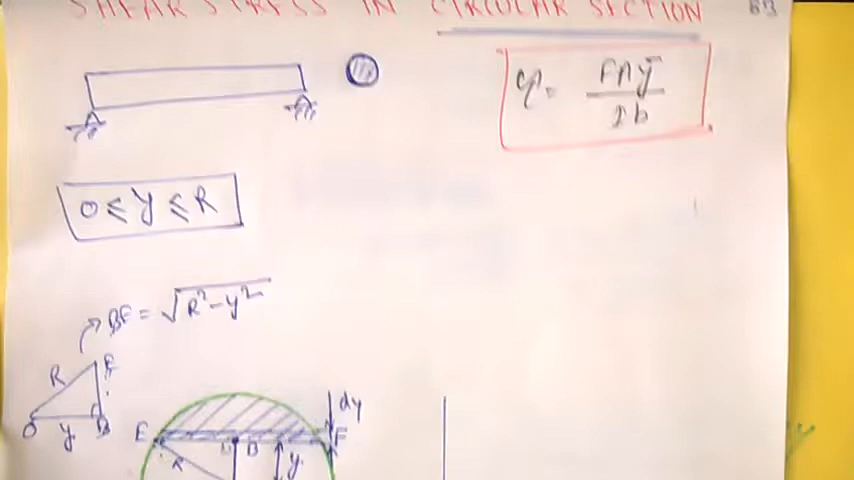 SHEAR STRESS IN CIRCULAR SECTION
q = FAȳ / Ib
0 ≤ y ≤ R
BF = √R²-y²
R
F
O
y
B
dy
E
F
B
y